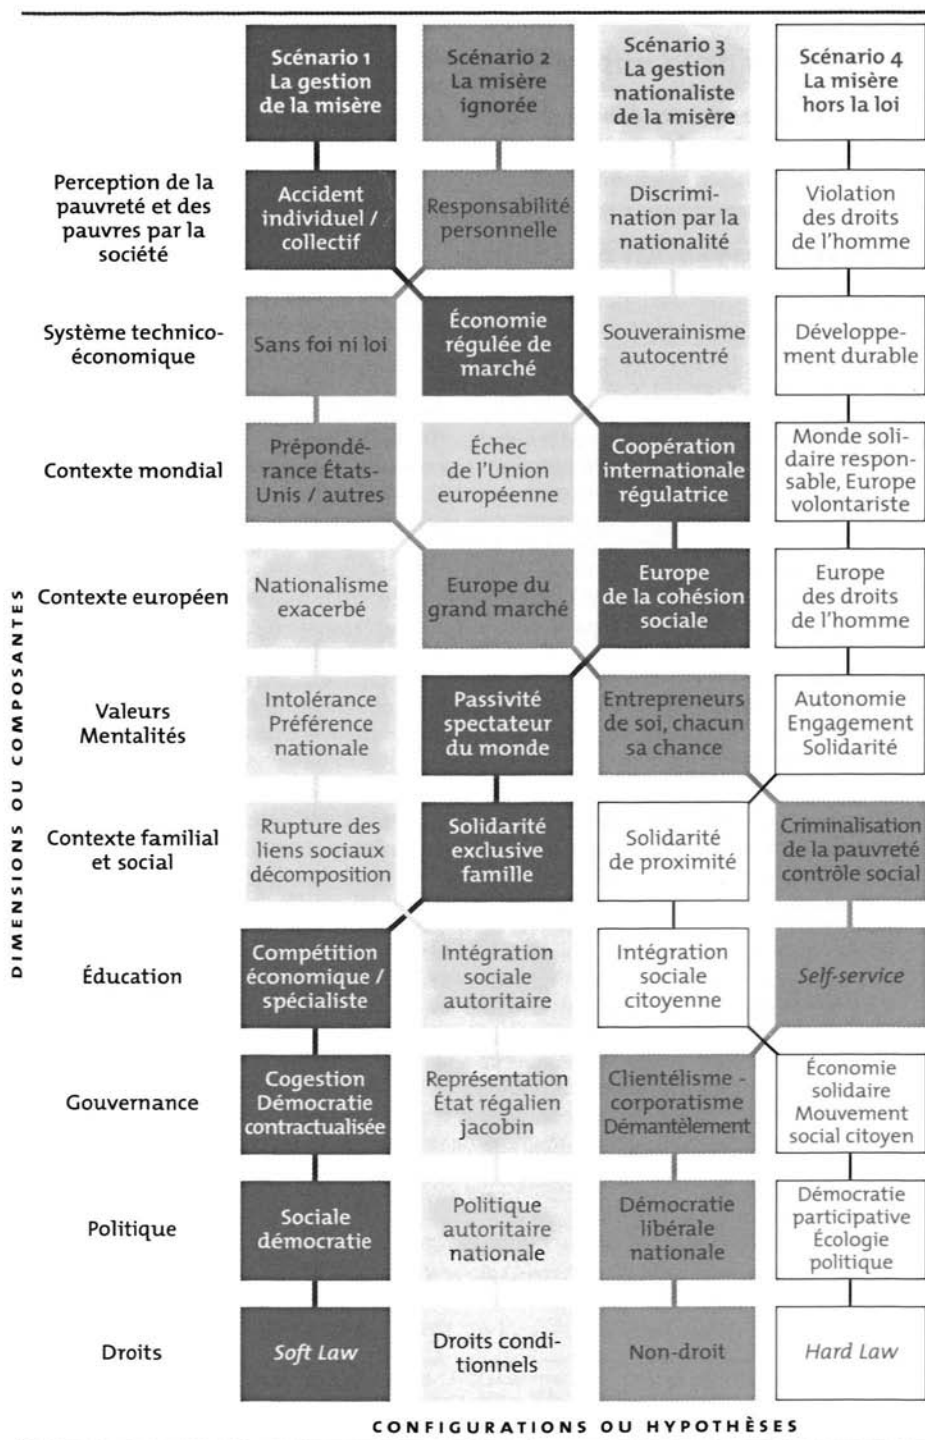 Scénario 1
La gestion
de la misère
Scénario 2
La misère
ignorée
Scénario 3
La gestion
nationaliste
de la misère
Scénario 4
La misère
hors la loi
Perception de la
pauvreté et des
pauvres par la
société
Accident
individuel /
collectif
Responsabilité
personnelle
Discrimi-
nation par la
nationalité
Violation
des droits
de l'homme
Système technico-
économique
Sans foi ni loi
Économie
régulée de
marché
Souverainisme
autocentré
Développe-
ment durable
Contexte mondial
Prépondé-
rance États-
Unis / autres
Échec
de l'Union
européenne
Coopération
internationale
régulatrice
Monde soli-
daire respon-
sable, Europe
volontariste
Contexte européen
Nationalisme
exacerbé
Europe du
grand marché
Europe
de la cohésion
sociale
Europe
des droits
de l'homme
Valeurs
Mentalités
Intolérance
Préférence
nationale
Passivité
spectateur
du monde
Entrepreneurs
de soi, chacun
sa chance
Autonomie
Engagement
Solidarité
Contexte familial
et social
Rupture des
liens sociaux
décomposition
Solidarité
exclusive
famille
Solidarité
de proximité
Criminalisation
de la pauvreté
contrôle social
Éducation
Compétition
économique /
spécialiste
Intégration
sociale
autoritaire
Intégration
sociale
citoyenne
Self-service
Gouvernance
Cogestion
Démocratie
contractualisée
Représentation
État régalien
jacobin
Clientélisme -
corporatisme
Démantèlement
Économie
solidaire
Mouvement
social citoyen
Politique
Sociale
démocratie
Politique
autoritaire
nationale
Démocratie
libérale
nationale
Démocratie
participative
Écologie
politique
Droits
Soft Law
Droits condi-
tionnels
Non-droit
Hard Law
DIMENSIONS OU COMPOSANTES
CONFIGURATIONS OU HYPOTHÈSES